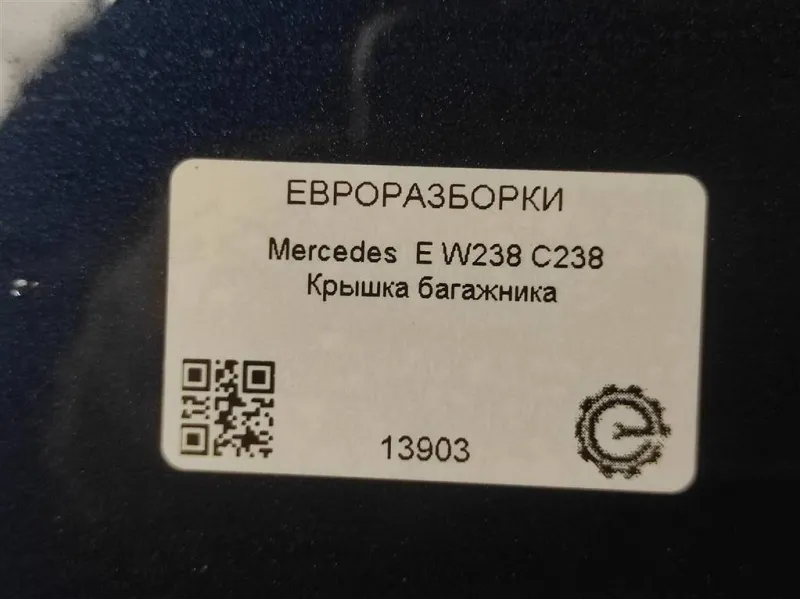 ЕВРОРАЗБОРКИ
Mercedes E W238 C238
Крышка багажника
13903